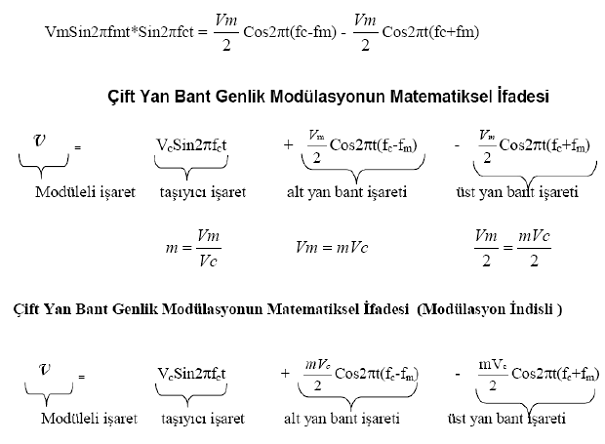 VmSin2πfmt*Sin2πfct = Vm/2 Cos2πt(fc-fm) - Vm/2 Cos2πt(fc+fm)
Çift Yan Bant Genlik Modülasyonun Matematiksel İfadesi
v = VcSin2πfct + Vm/2 Cos2πt(fc-fm) - Vm/2 Cos2πt(fc+fm)
Modüleli işaret taşıyıcı işaret alt yan bant işareti üst yan bant işareti
m = Vm/Vc Vm = mVc Vm/2 = mVc/2
Çift Yan Bant Genlik Modülasyonun Matematiksel İfadesi (Modülasyon İndisli )
v = VcSin2πfct + mVc/2 Cos2πt(fc-fm) - mVc/2 Cos2πt(fc+fm)
Modüleli işaret taşıyıcı işaret alt yan bant işareti üst yan bant işareti